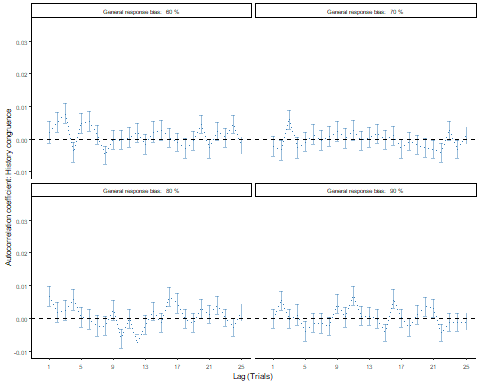 General response bias: 60 %
General response bias: 70 %
0.03
0.02
0.01
0.00
-0.01
General response bias: 80 %
General response bias: 90 %
0.03
0.02
0.01
0.00
-0.01
1 5 9 13 17 21 25
1 5 9 13 17 21 25
Autocorrelation coefficient: History congruence
Lag (Trials)